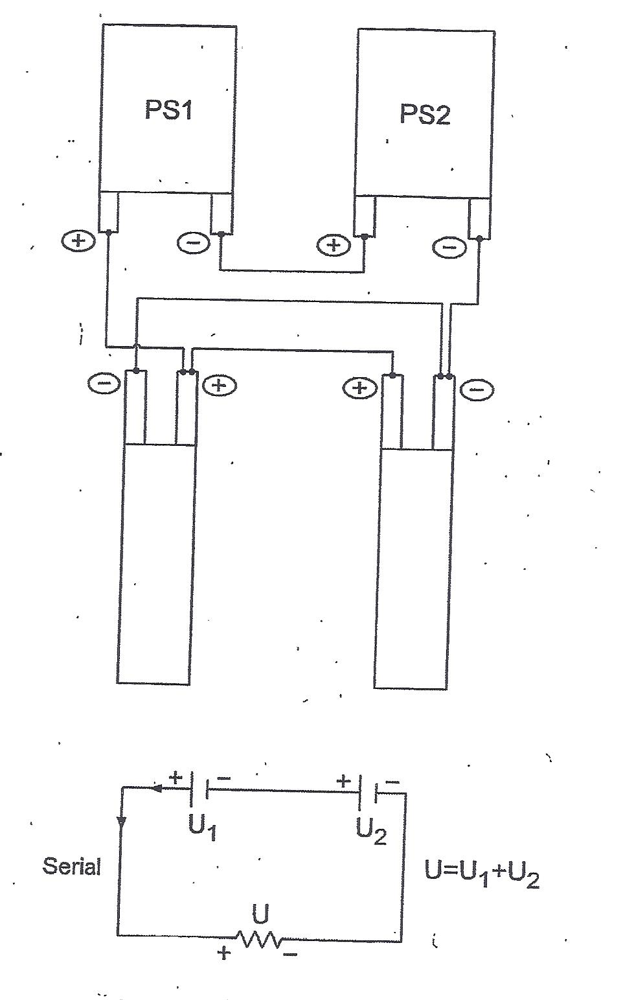 PS1 PS2
+ − + −
− + + −
+ − + −
U₁ U₂
Serial U=U₁+U₂
U
+ −